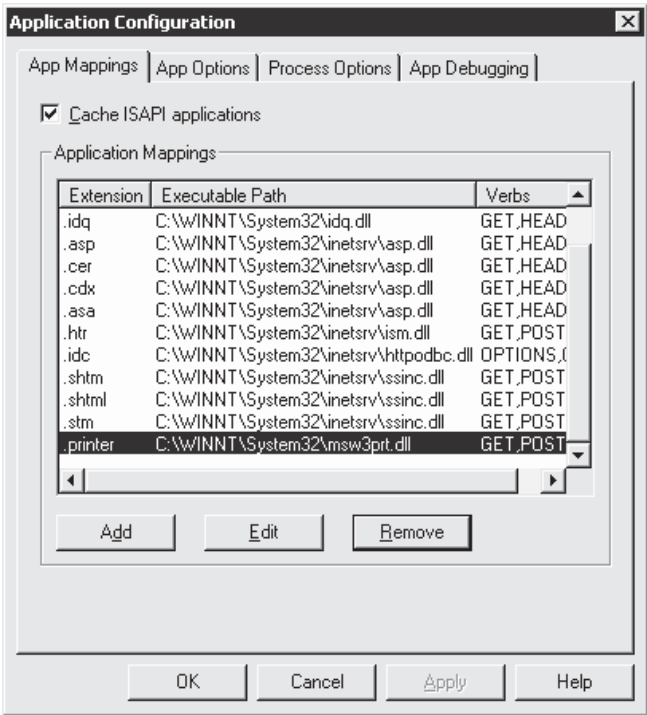 Application Configuration
App Mappings App Options Process Options App Debugging
Cache ISAPI applications
Application Mappings
Extension Executable Path Verbs
.idq C:\WINNT\System32\idq.dll GET,HEAD
.asp C:\WINNT\System32\inetsrv\asp.dll GET,HEAD
.cer C:\WINNT\System32\inetsrv\asp.dll GET,HEAD
.cdx C:\WINNT\System32\inetsrv\asp.dll GET,HEAD
.asa C:\WINNT\System32\inetsrv\asp.dll GET,HEAD
.htr C:\WINNT\System32\inetsrv\ism.dll GET,POST
.idc C:\WINNT\System32\inetsrv\httpodbc.dll OPTIONS,
.shtm C:\WINNT\System32\inetsrv\ssinc.dll GET,POST
.shtml C:\WINNT\System32\inetsrv\ssinc.dll GET,POST
.stm C:\WINNT\System32\inetsrv\ssinc.dll GET,POST
.printer C:\WINNT\System32\msw3prt.dll GET,POST
Add Edit Remove
OK Cancel Apply Help